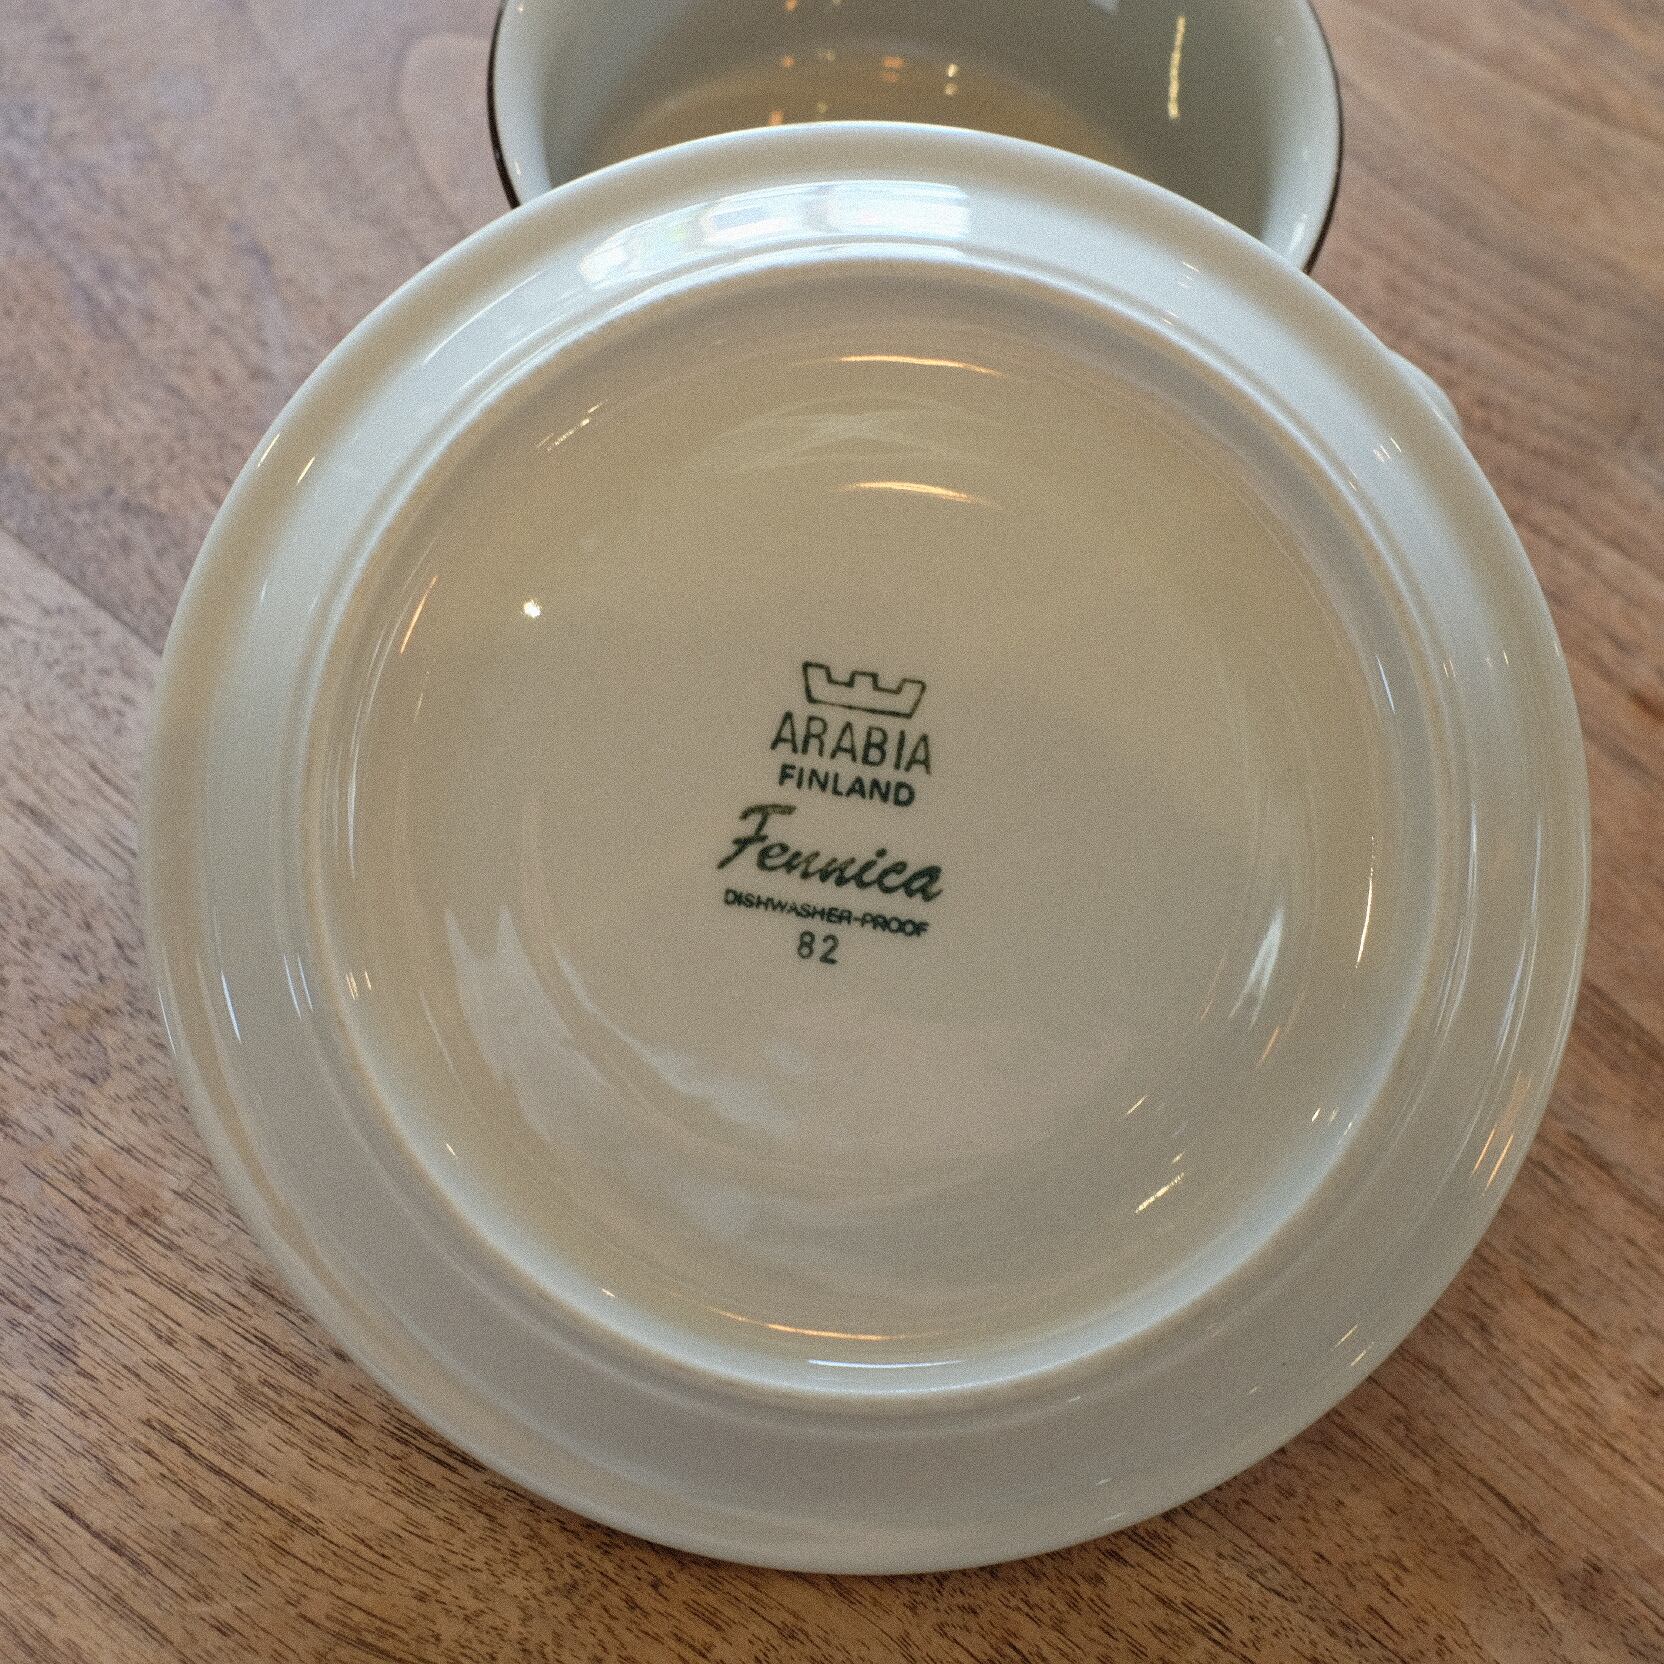 ARABIA
FINLAND
Fennica
DISHWASHER-PROOF
82